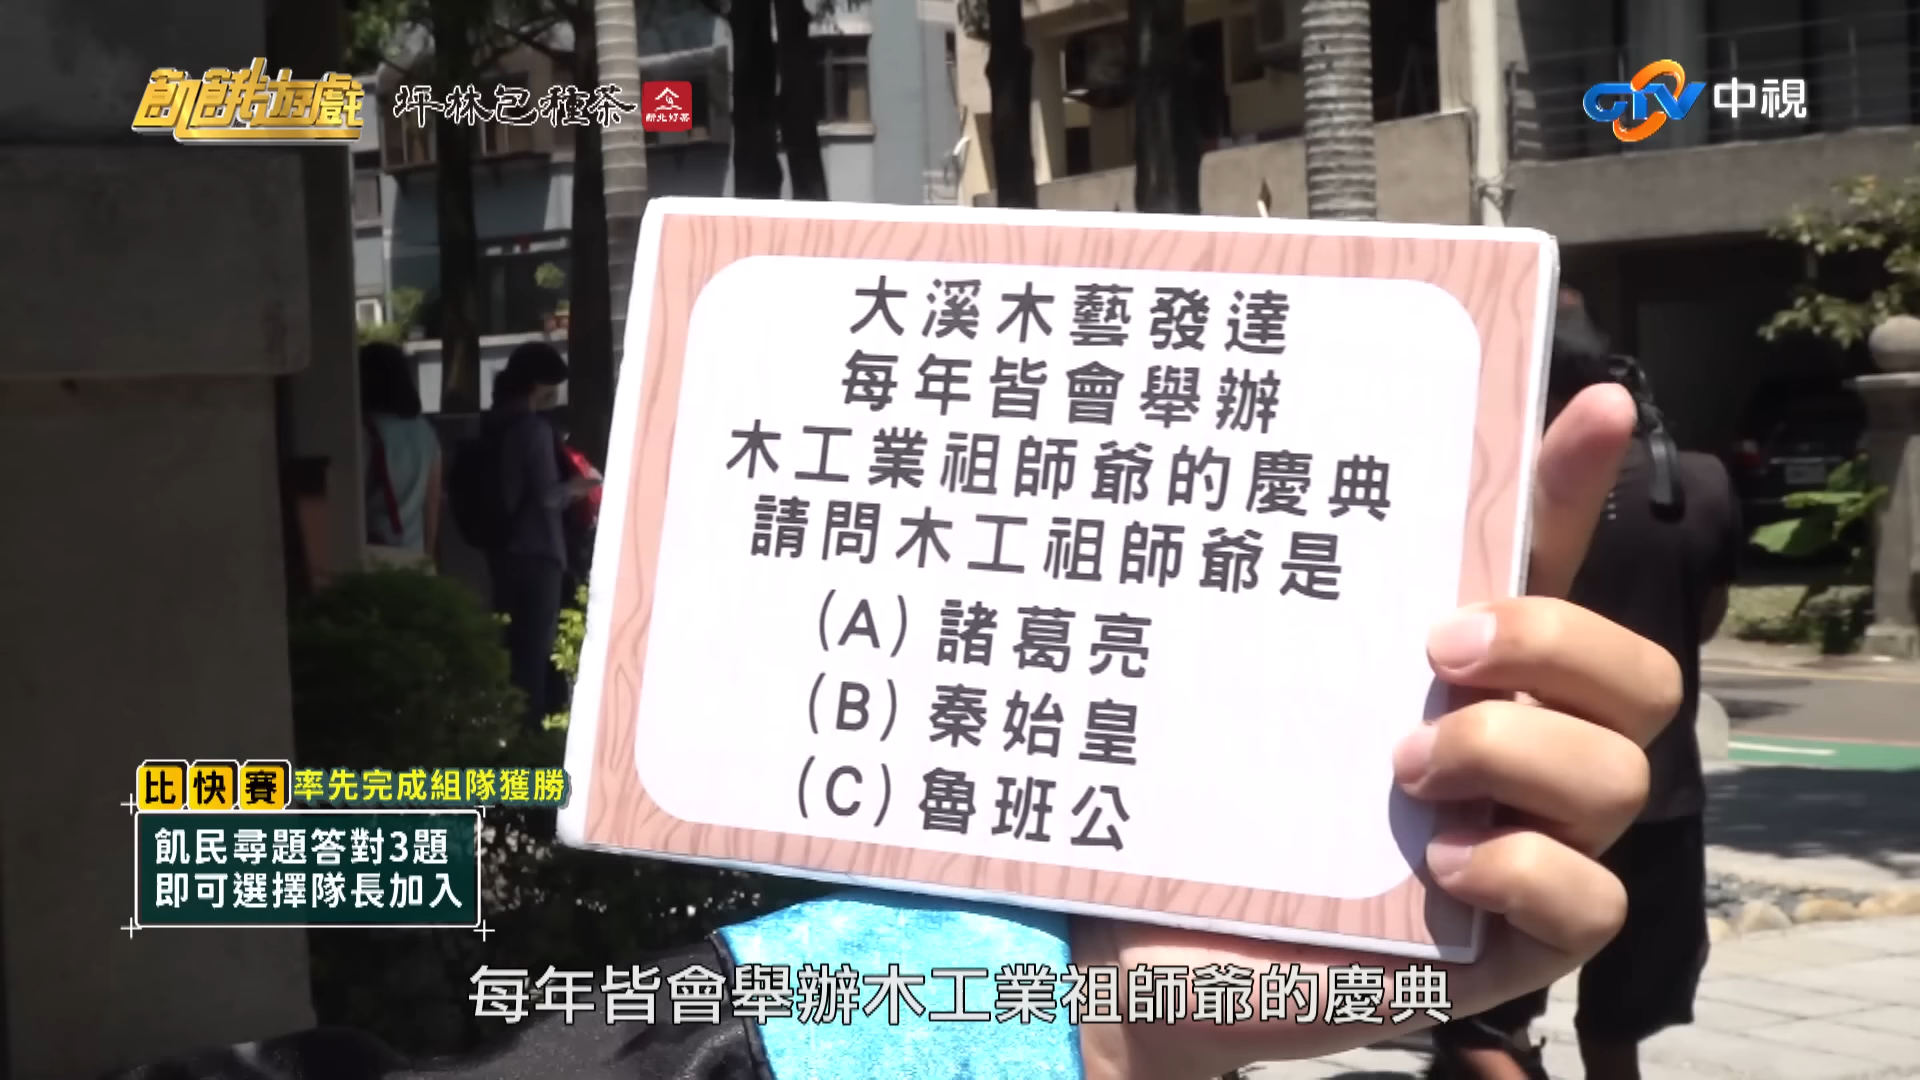 飢餓遊戲
坪林包種茶
新北好茶
CTV中視
大溪木藝發達
每年皆會舉辦
木工業祖師爺的慶典
請問木工祖師爺是
(A)諸葛亮
(B)秦始皇
(C)魯班公
比快賽 率先完成組隊獲勝
飢民尋題答對3題
即可選擇隊長加入
每年皆會舉辦木工業祖師爺的慶典